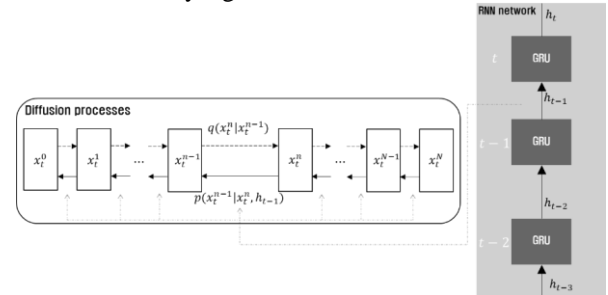 RNN network
h_t
t
GRU
h_{t-1}
Diffusion processes
q(x_t^n|x_t^{n-1})
t − 1
GRU
x_t^0
x_t^1
...
x_t^{n-1}
x_t^n
...
x_t^{N-1}
x_t^N
p(x_t^{n-1}|x_t^n, h_{t-1})
h_{t-2}
t − 2
GRU
h_{t-3}